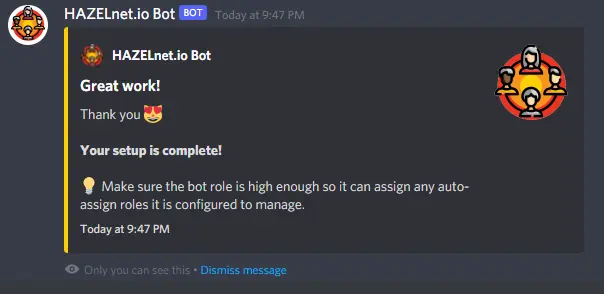 HAZELnet.io Bot BOT Today at 9:47 PM
HAZELnet.io Bot
Great work!
Thank you 😻
Your setup is complete!
💡 Make sure the bot role is high enough so it can assign any auto-
assign roles it is configured to manage.
Today at 9:47 PM
Only you can see this • Dismiss message